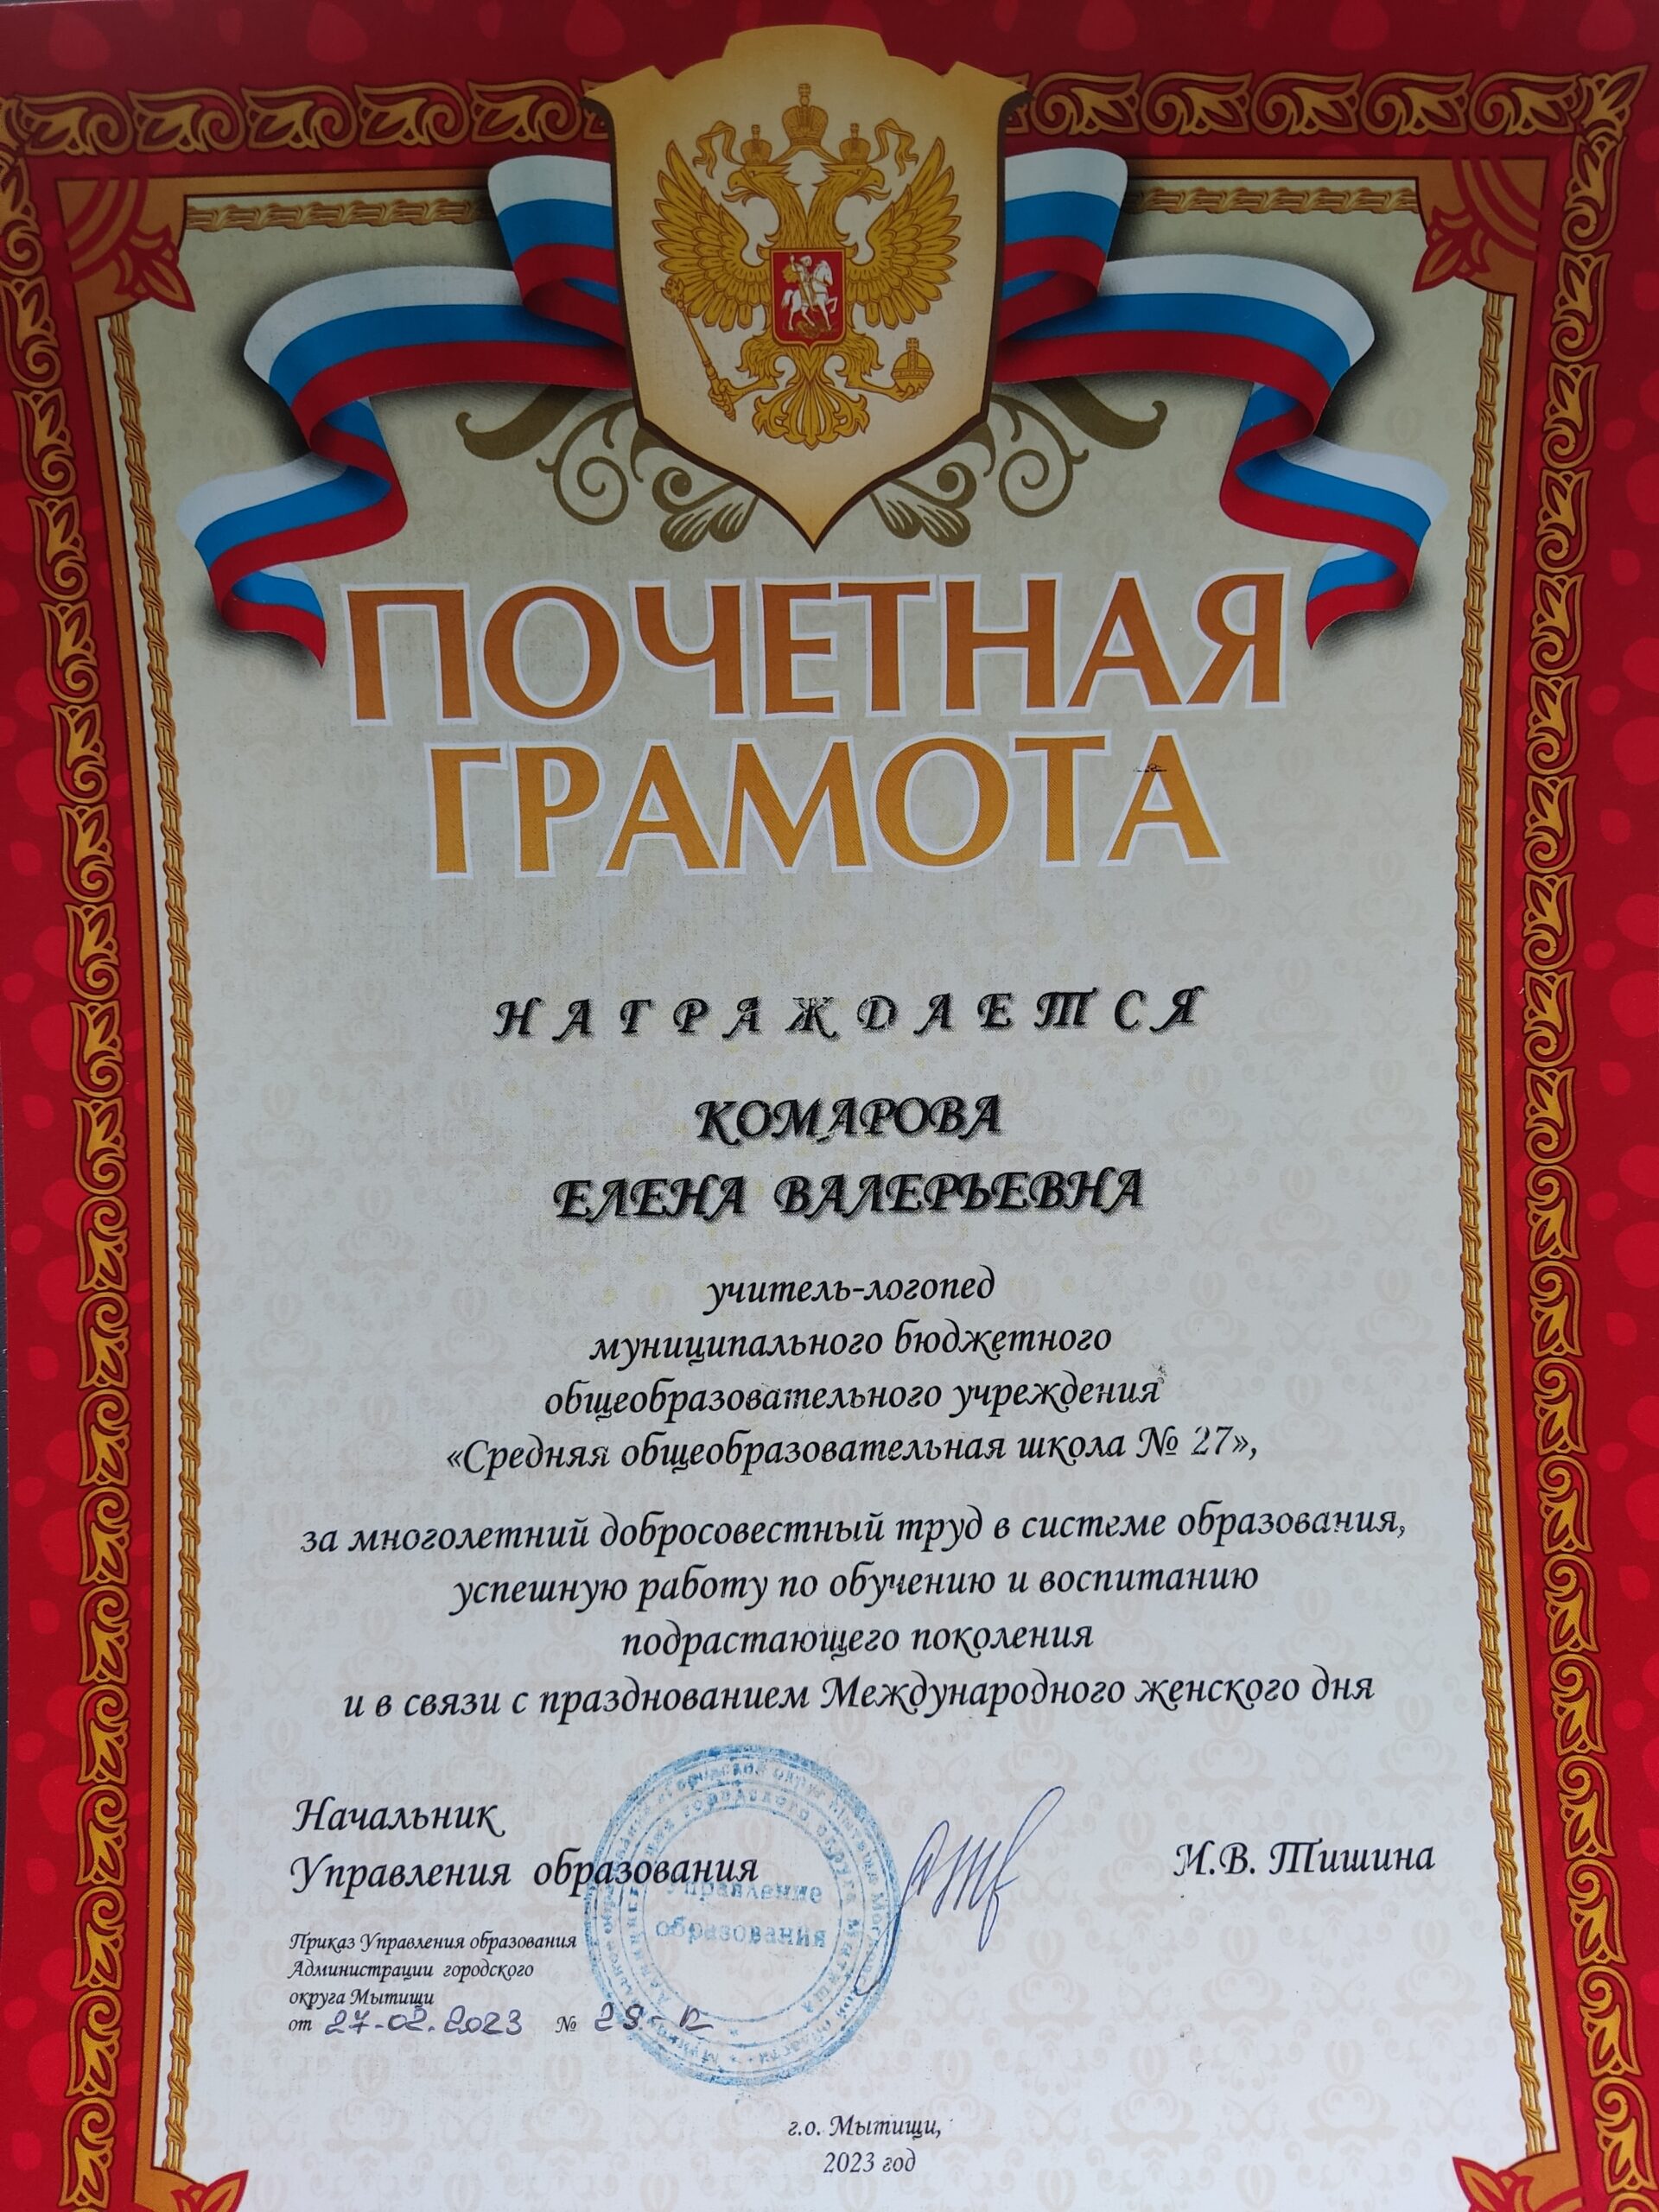 ПОЧЕТНАЯ
ГРАМОТА
НАГРАЖДАЕТСЯ
КОМАРОВА
ЕЛЕНА ВАЛЕРЬЕВНА
учитель-логопед
муниципального бюджетного
общеобразовательного учреждения
«Средняя общеобразовательная школа № 27»,
за многолетний добросовестный труд в системе образования,
успешную работу по обучению и воспитанию
подрастающего поколения
и в связи с празднованием Международного женского дня
Начальник
Управления образования
М.В. Тишина
Управление
образования
Приказ Управления образования
Администрации городского
округа Мытищи
от 27.02.2023 №
г.о. Мытищи,
2023 год